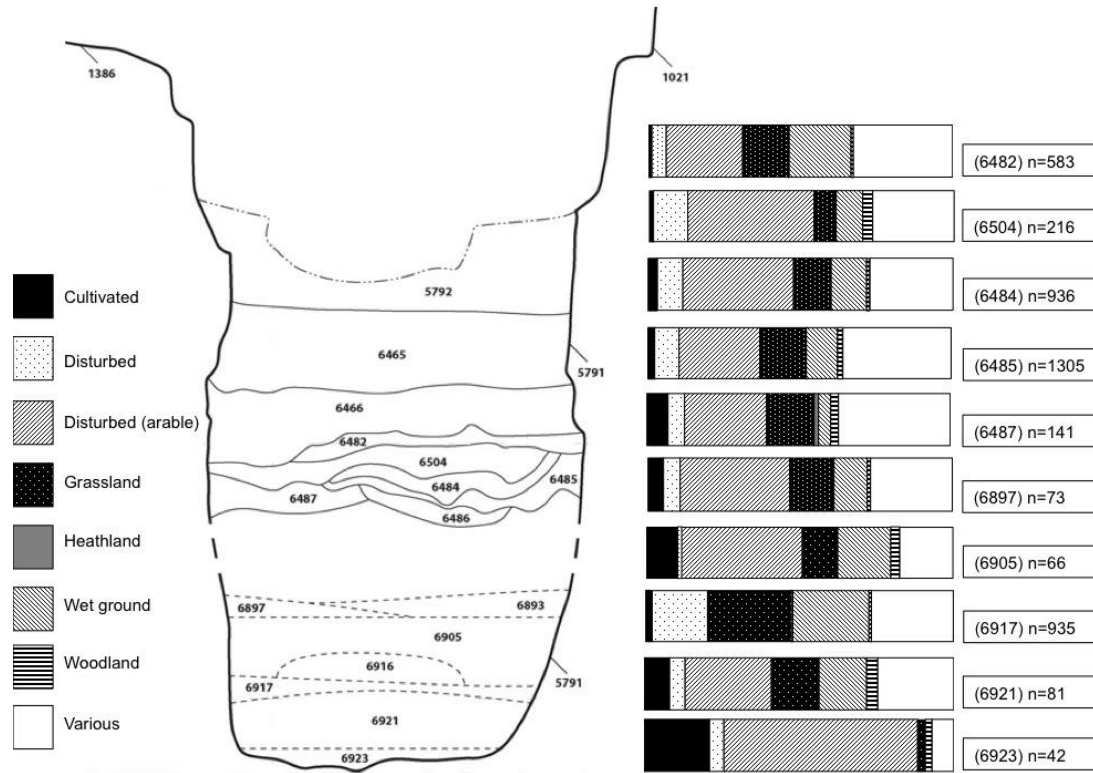 1386
1021
5792
6465
5791
6466
6482
6504
6484
6485
6487
6486
6897
6893
6905
6916
6917
5791
6921
6923
Cultivated
Disturbed
Disturbed (arable)
Grassland
Heathland
Wet ground
Woodland
Various
(6482) n=583
(6504) n=216
(6484) n=936
(6485) n=1305
(6487) n=141
(6897) n=73
(6905) n=66
(6917) n=935
(6921) n=81
(6923) n=42